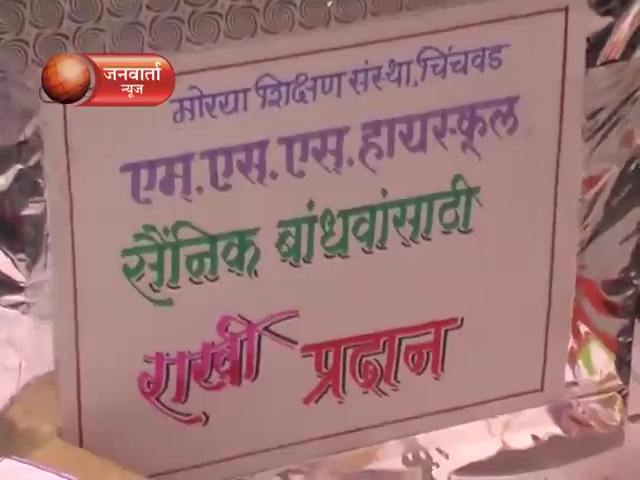 जनवार्ता
न्यूज
मोरया शिक्षण संस्था, चिंचवड
एम.एस.एस.हायस्कूल
सैनिक बांधवांसाठी
राखी प्रदान